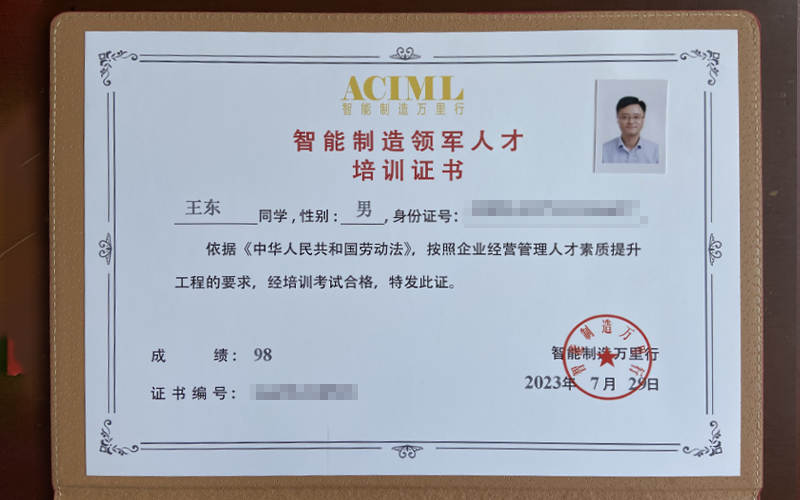 ACIML
智能制造万里行
智能制造领军人才
培训证书
王东同学,性别:男,身份证号:
依据《中华人民共和国劳动法》,按照企业经营管理人才素质提升
工程的要求,经培训考试合格,特发此证。
成绩:98
智能制造万里行
证书编号:
2023年7月29日
智能制造万里行